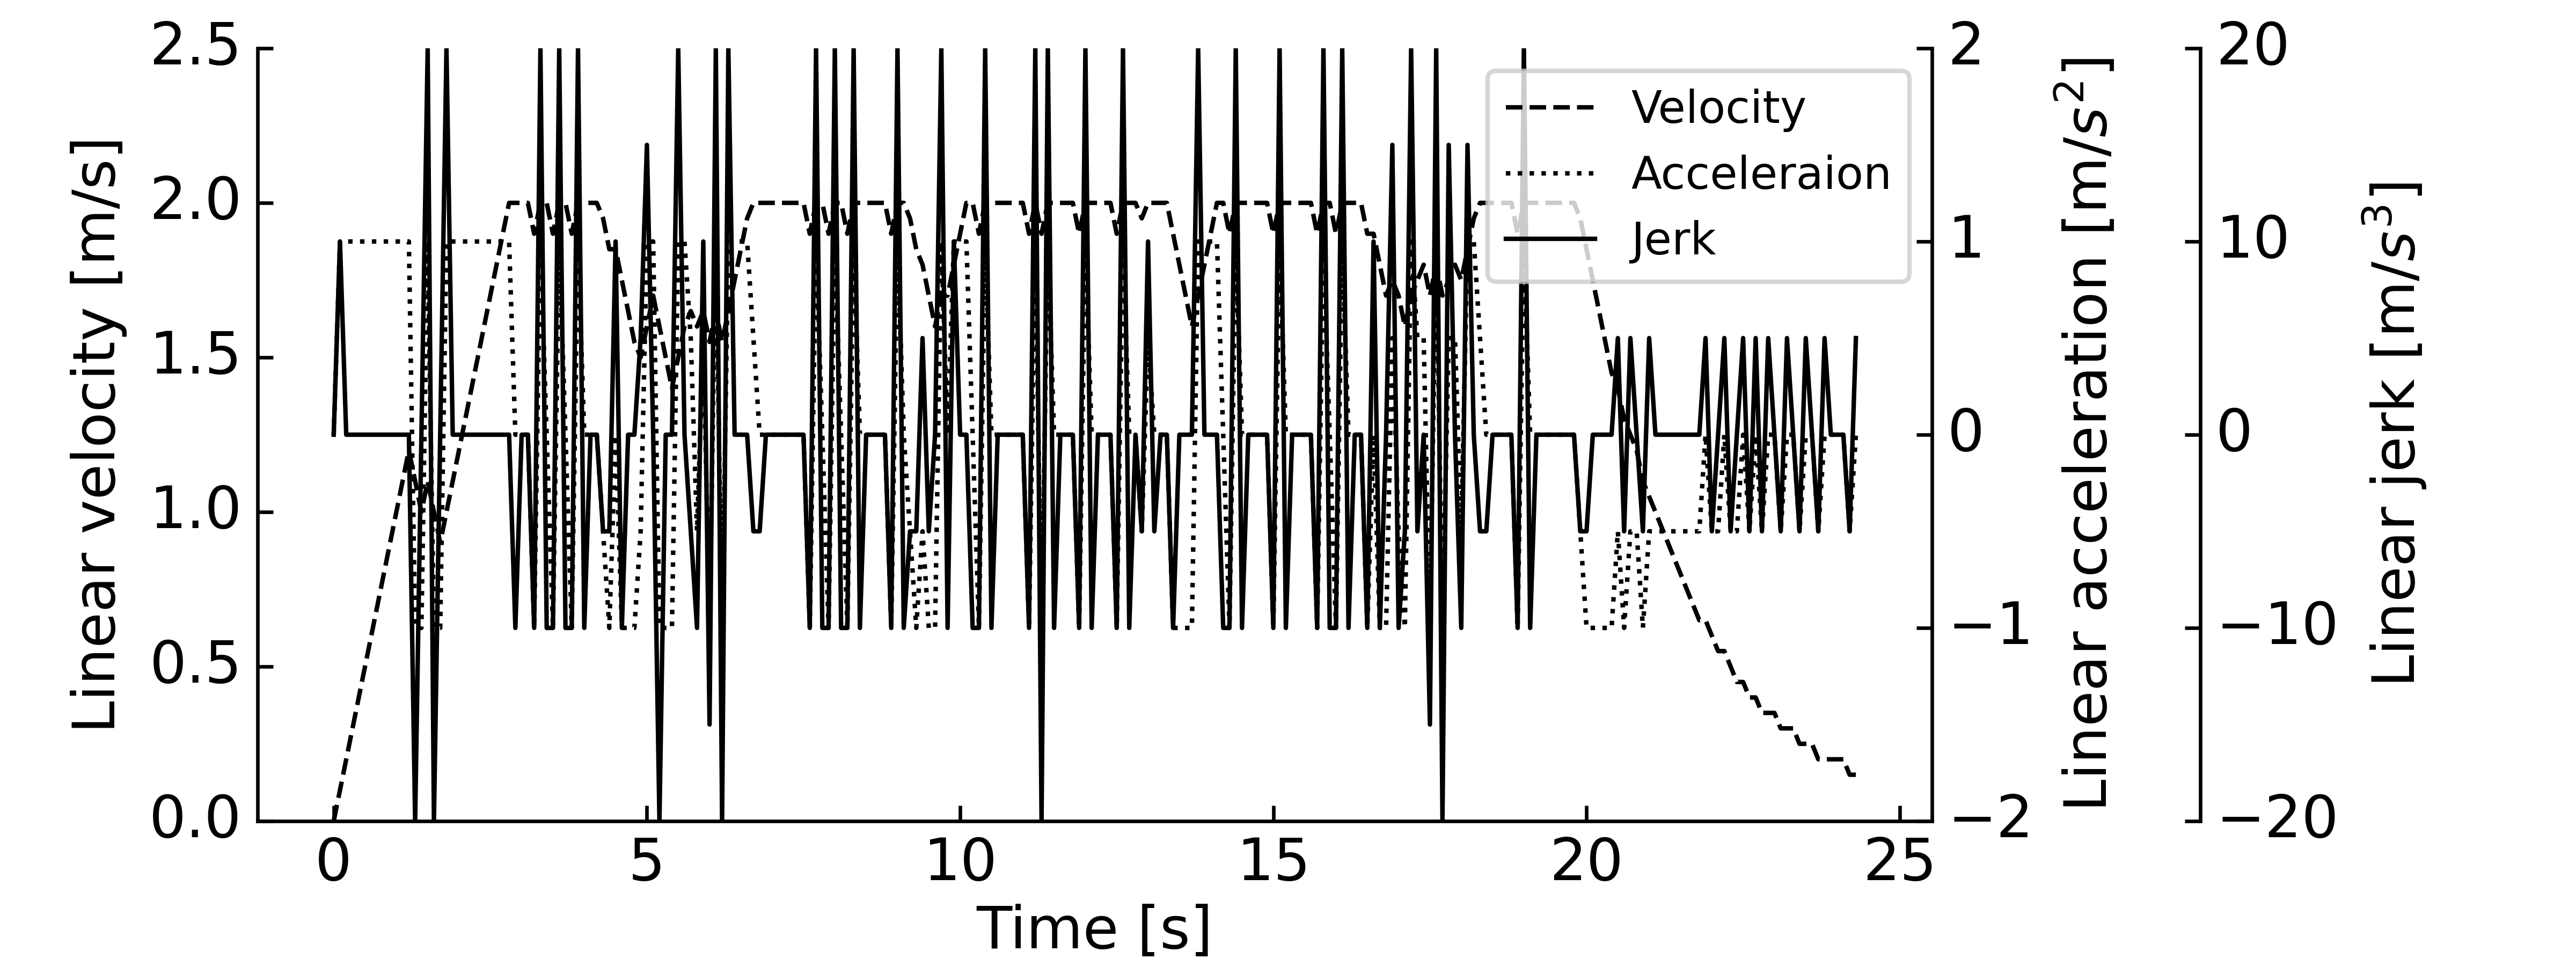 Linear velocity [m/s]
2.5
2.0
1.5
1.0
0.5
0.0
0 5 10 15 20 25
Time [s]
Velocity
Acceleraion
Jerk
2
1
0
−1
−2
Linear acceleration [m/s²]
20
10
0
−10
−20
Linear jerk [m/s³]